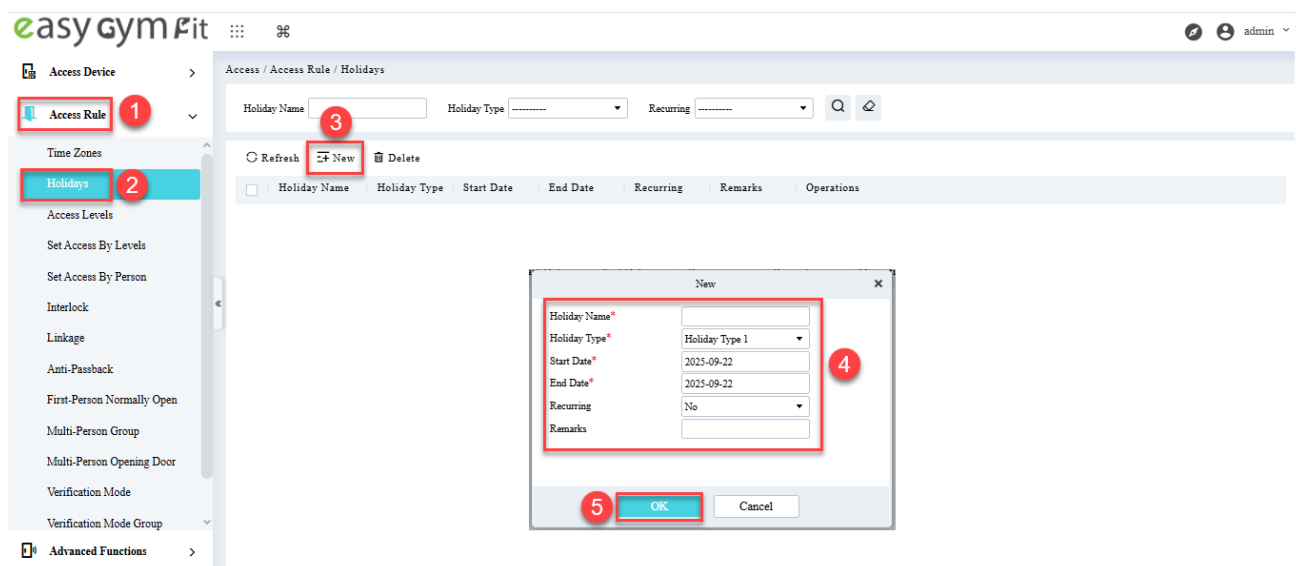 easy Gym Fit
admin
Access Device
Access / Access Rule / Holidays
Access Rule
1
Holiday Name
Holiday Type ----------
Recurring ----------
3
Time Zones
Refresh
New
Delete
Holidays
2
Holiday Name
Holiday Type
Start Date
End Date
Recurring
Remarks
Operations
Access Levels
Set Access By Levels
Set Access By Person
Interlock
Linkage
Anti-Passback
First-Person Normally Open
Multi-Person Group
Multi-Person Opening Door
Verification Mode
Verification Mode Group
Advanced Functions
New
Holiday Name*
Holiday Type* Holiday Type 1
Start Date* 2025-09-22
End Date* 2025-09-22
Recurring No
Remarks
4
5
OK
Cancel